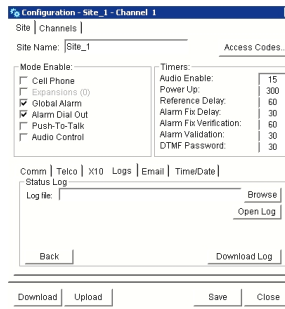 Configuration - Site_1 - Channel 1
Site Channels
Site Name: Site_1 Access Codes..
Mode Enable:
Cell Phone
Expansions (0)
Global Alarm
Alarm Dial Out
Push-To-Talk
Audio Control
Timers:
Audio Enable: 15
Power Up: 300
Reference Delay: 60
Alarm Fix Delay: 30
Alarm Fix Verification: 60
Alarm Validation: 30
DTMF Password: 30
Comm Telco X10 Logs Email Time/Date
Status Log
Log file: Browse
Open Log
Back Download Log
Download Upload Save Close